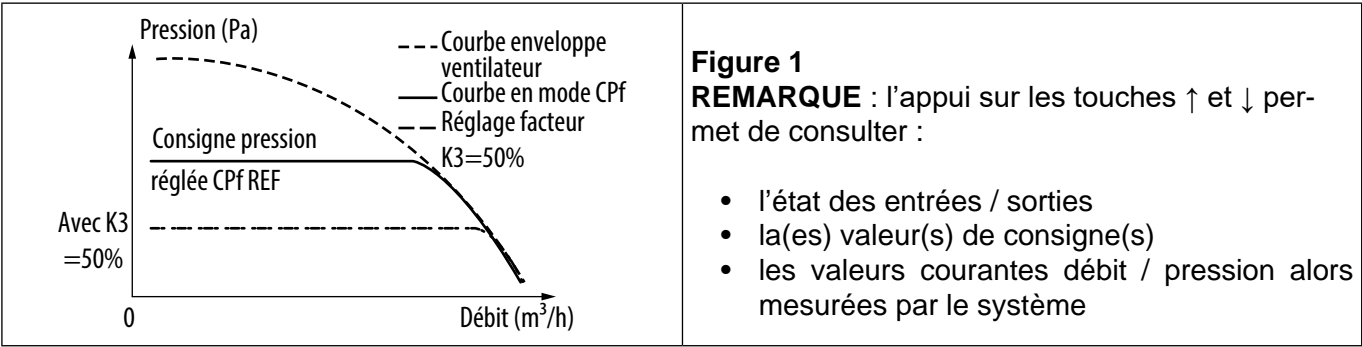 Pression (Pa)
Courbe enveloppe
ventilateur
Courbe en mode CPf
Réglage facteur
K3=50%
Consigne pression
réglée CPf REF
Avec K3
=50%
0
Débit (m³/h)
Figure 1
REMARQUE : l’appui sur les touches ↑ et ↓ per-
met de consulter :
• l’état des entrées / sorties
• la(es) valeur(s) de consigne(s)
• les valeurs courantes débit / pression alors
mesurées par le système